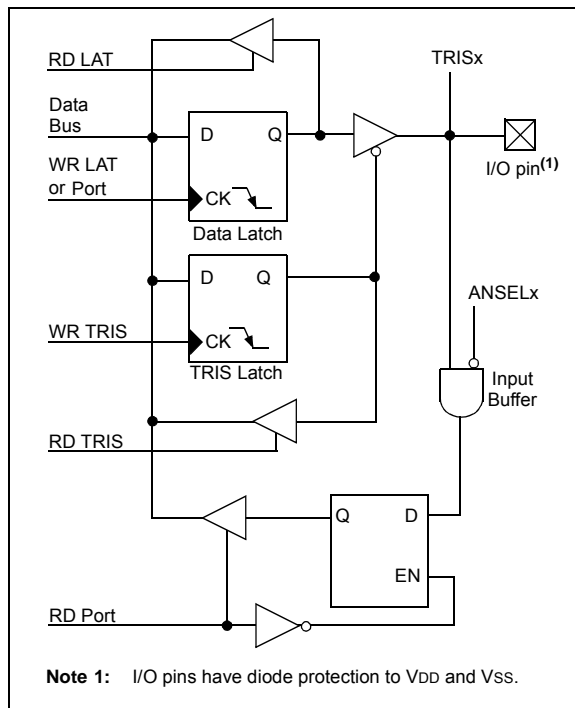 RD LAT
TRISx
Data
Bus
D
Q
I/O pin(1)
WR LAT
or Port
CK
Data Latch
D
Q
ANSELx
WR TRIS
CK
TRIS Latch
Input
Buffer
RD TRIS
Q
D
EN
RD Port
Note 1: I/O pins have diode protection to VDD and VSS.